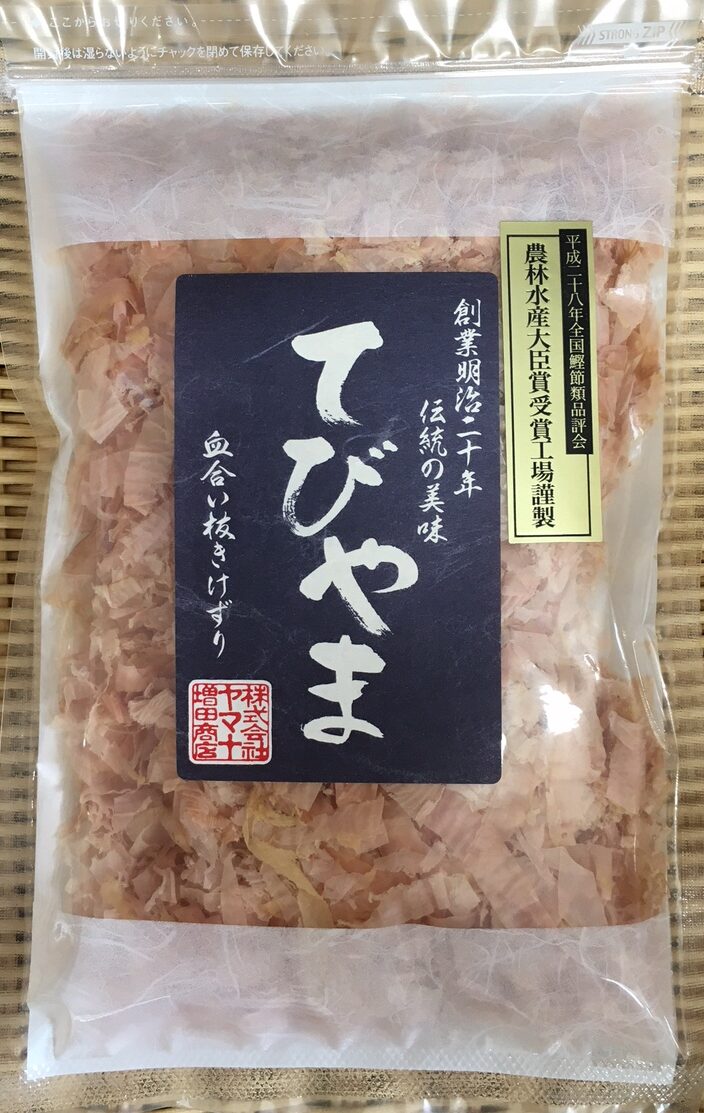 ここからお切りください。
開封後は湿らないようにチャックを閉めて保存してください。
STRONG ZIP
平成二十八年全国鰹節類品評会
農林水産大臣賞受賞工場謹製
創業明治二十年
伝統の美味
てびやま
血合い抜きけずり
株式会社
ヤマナ
増田商店